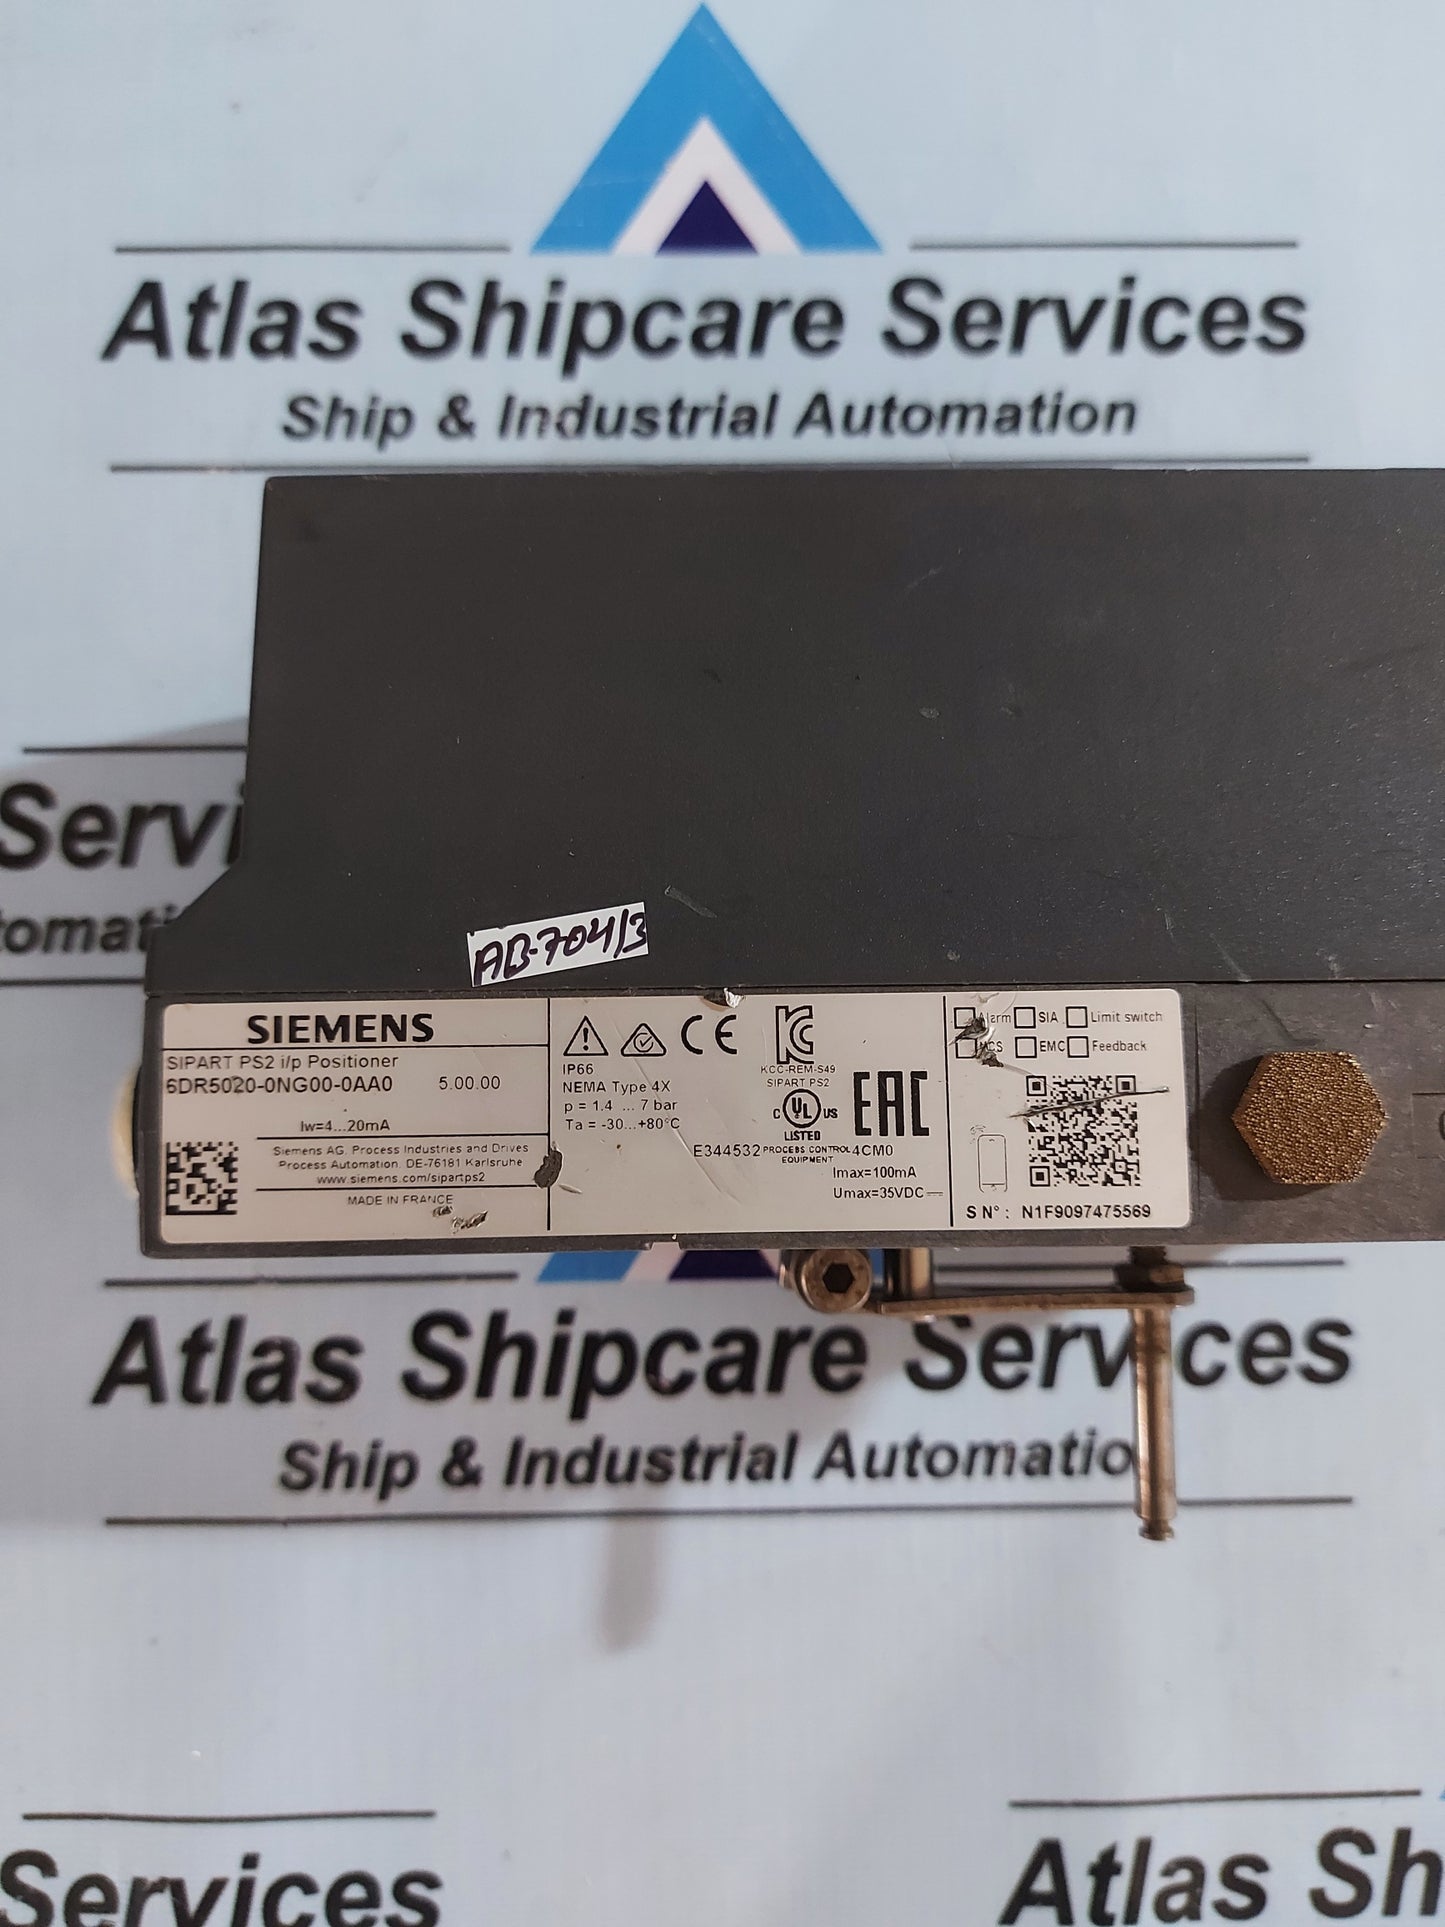 Atlas Shipcare Services
Ship & Industrial Automation
Servi
tomati
AB-704/3
SIEMENS
SIPART PS2 i/p Positioner
6DR5020-0NG00-0AA0 5.00.00
Iw=4...20mA
Siemens AG, Process Industries and Drives
Process Automation. DE-76181 Karlsruhe
www.siemens.com/sipartps2
MADE IN FRANCE
CE
IP66
NEMA Type 4X
p = 1.4 ... 7 bar
Ta = -30...+80°C
KCC-REM-S49
SIPART PS2
C UL US
LISTED
E344532 PROCESS CONTROL EQUIPMENT 4CM0
EAC
Imax=100mA
Umax=35VDC
Alarm SIA Limit switch
NCS EMC Feedback
S N° : N1F9097475569
Atlas Shipcare Services
Ship & Industrial Automatio
Services
Atlas Sh